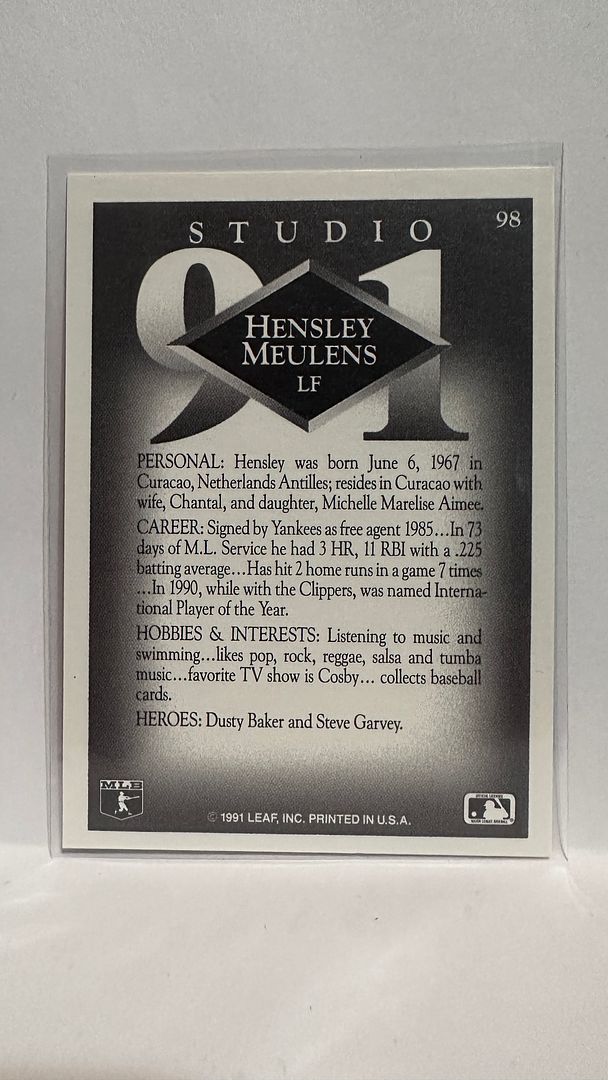 98
STUDIO
91
HENSLEY
MEULENS
LF
PERSONAL: Hensley was born June 6, 1967 in
Curacao, Netherlands Antilles; resides in Curacao with
wife, Chantal, and daughter, Michelle Marelise Aimee.
CAREER: Signed by Yankees as free agent 1985...In 73
days of M.L. Service he had 3 HR, 11 RBI with a .225
batting average...Has hit 2 home runs in a game 7 times
...In 1990, while with the Clippers, was named Interna-
tional Player of the Year.
HOBBIES & INTERESTS: Listening to music and
swimming...likes pop, rock, reggae, salsa and tumba
music...favorite TV show is Cosby... collects baseball
cards.
HEROES: Dusty Baker and Steve Garvey.
MLB
© 1991 LEAF, INC. PRINTED IN U.S.A.